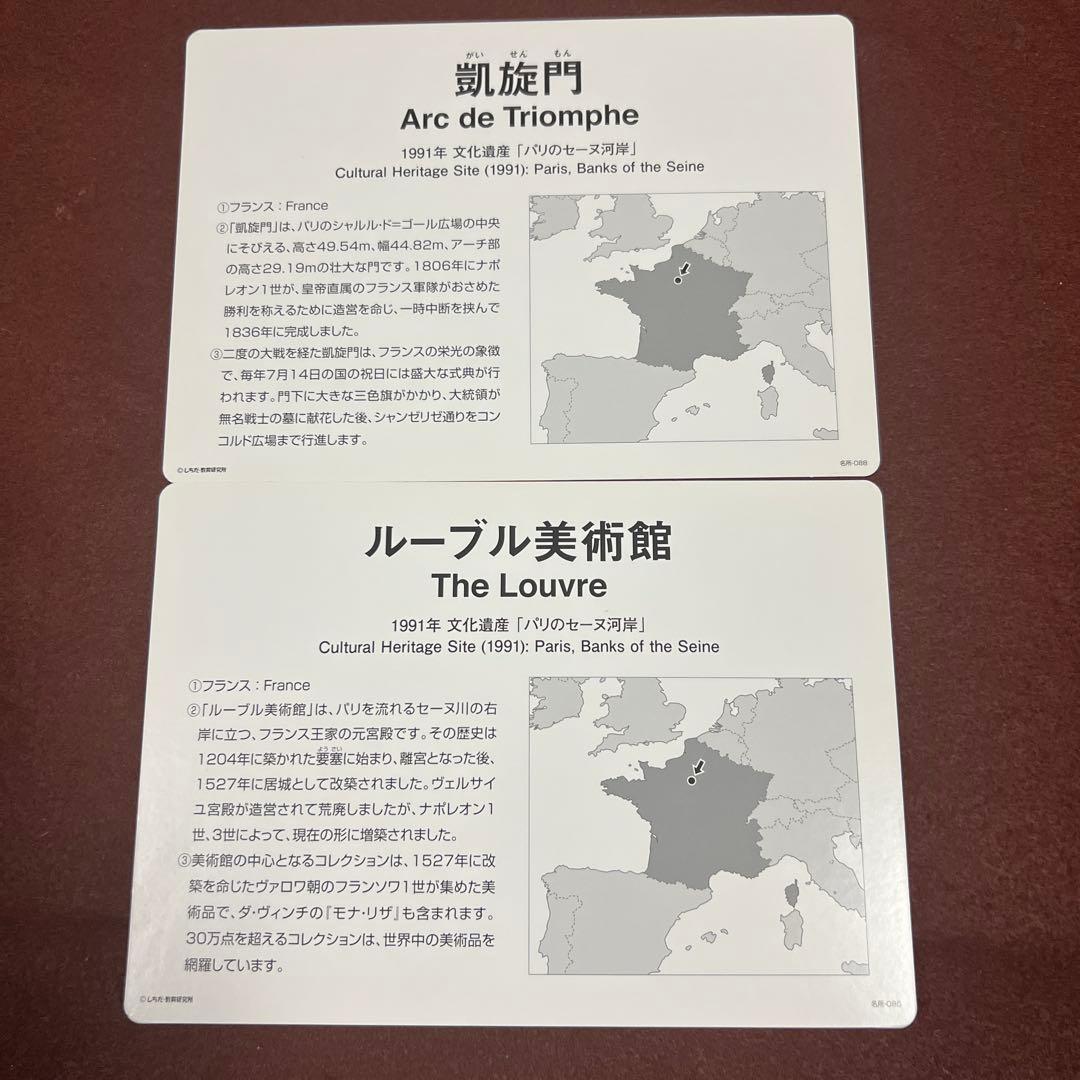 がいせんもん
凱旋門
Arc de Triomphe
1991年 文化遺産「パリのセーヌ河岸」
Cultural Heritage Site (1991): Paris, Banks of the Seine
①フランス：France
②「凱旋門」は、パリのシャルル・ド=ゴール広場の中央
にそびえる、高さ49.54m、幅44.82m、アーチ部
の高さ29.19mの壮大な門です。1806年にナポ
レオン1世が、皇帝直属のフランス軍隊がおさめた
勝利を称えるために造営を命じ、一時中断を挟んで
1836年に完成しました。
③二度の大戦を経た凱旋門は、フランスの栄光の象徴
で、毎年7月14日の国の祝日には盛大な式典が行
われます。門下に大きな三色旗がかかり、大統領が
無名戦士の墓に献花した後、シャンゼリゼ通りをコン
コルド広場まで行進します。
©しちだ・教育研究所
名所-088
ルーブル美術館
The Louvre
1991年 文化遺産「パリのセーヌ河岸」
Cultural Heritage Site (1991): Paris, Banks of the Seine
①フランス：France
②「ルーブル美術館」は、パリを流れるセーヌ川の右
岸に立つ、フランス王家の元宮殿です。その歴史は
ようさい
1204年に築かれた要塞に始まり、離宮となった後、
1527年に居城として改築されました。ヴェルサイ
ユ宮殿が造営されて荒廃しましたが、ナポレオン1
世、3世によって、現在の形に増築されました。
③美術館の中心となるコレクションは、1527年に改
築を命じたヴァロワ朝のフランソワ1世が集めた美
術品で、ダ・ヴィンチの『モナ・リザ』も含まれます。
30万点を超えるコレクションは、世界中の美術品を
網羅しています。
©しちだ・教育研究所